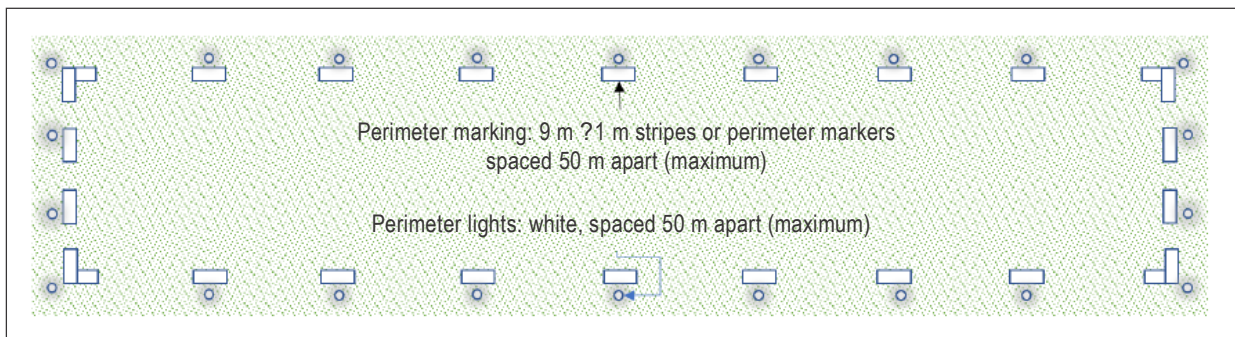 Perimeter marking: 9 m ?1 m stripes or perimeter markers
spaced 50 m apart (maximum)
Perimeter lights: white, spaced 50 m apart (maximum)